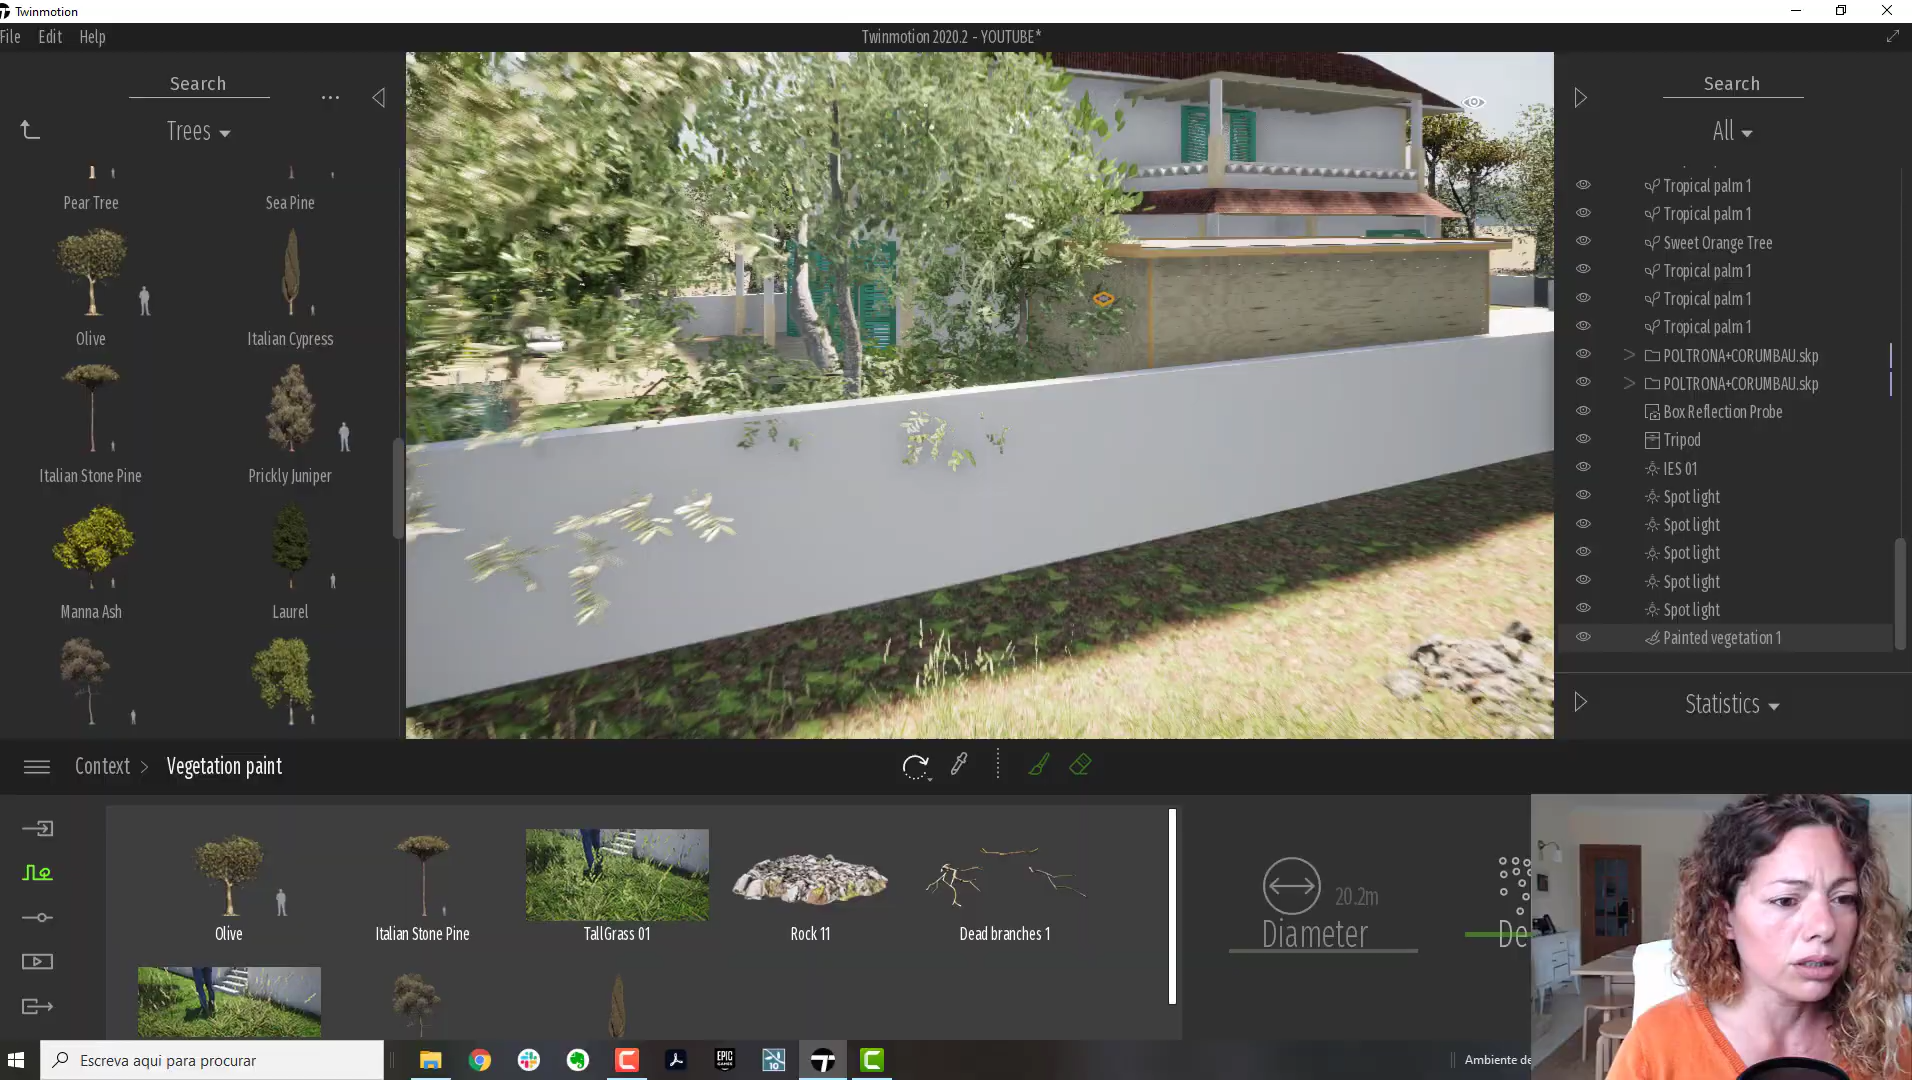 Twinmotion
File Edit Help
Twinmotion 2020.2 - YOUTUBE*
Search
...
Trees
Pear Tree
Sea Pine
Olive
Italian Cypress
Italian Stone Pine
Prickly Juniper
Manna Ash
Laurel
Search
All
Tropical palm 1
Tropical palm 1
Sweet Orange Tree
Tropical palm 1
Tropical palm 1
Tropical palm 1
> POLTRONA+CORUMBAU.skp
> POLTRONA+CORUMBAU.skp
Box Reflection Probe
Tripod
IES 01
Spot light
Spot light
Spot light
Spot light
Spot light
Painted vegetation 1
Statistics
Context > Vegetation paint
Olive
Italian Stone Pine
TallGrass 01
Rock 11
Dead branches 1
20.2m
Diameter
De
Escreva aqui para procurar
EPIC GAMES
10
Ambiente de